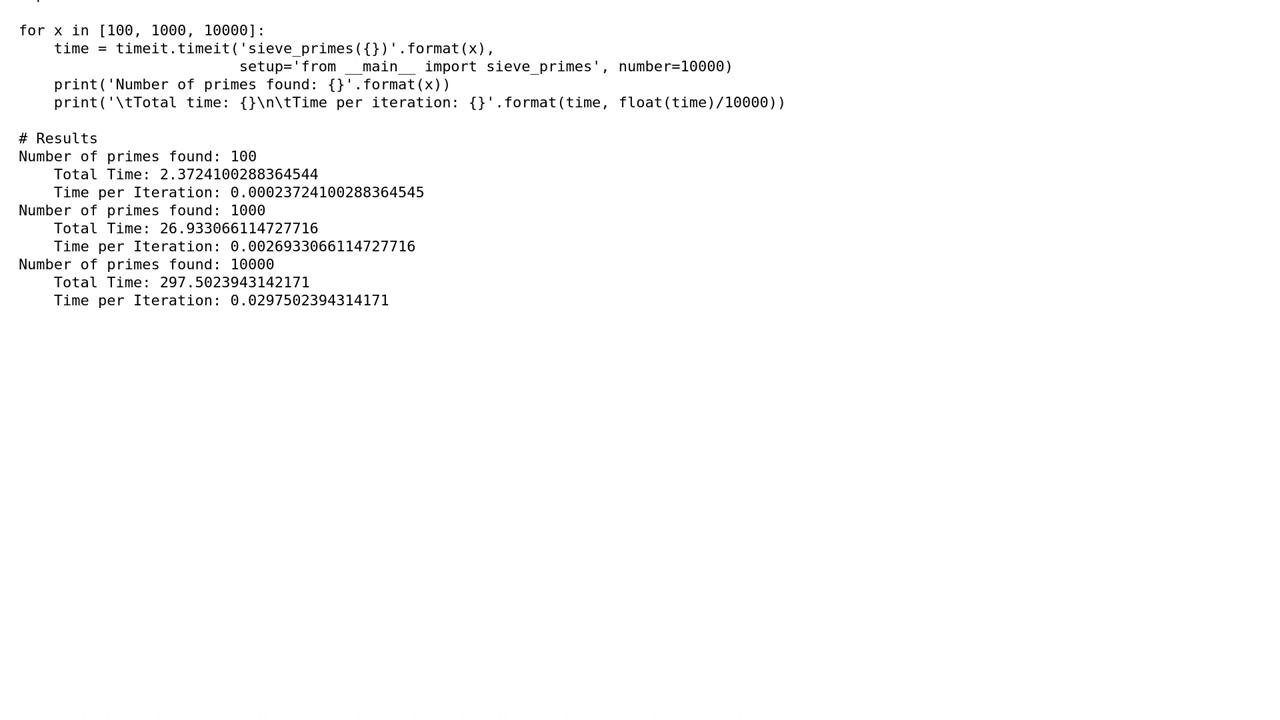 for x in [100, 1000, 10000]:
    time = timeit.timeit('sieve_primes({})'.format(x),
                         setup='from __main__ import sieve_primes', number=10000)
    print('Number of primes found: {}'.format(x))
    print('\tTotal time: {}\n\tTime per iteration: {}'.format(time, float(time)/10000))

# Results
Number of primes found: 100
    Total Time: 2.3724100288364544
    Time per Iteration: 0.00023724100288364545
Number of primes found: 1000
    Total Time: 26.933066114727716
    Time per Iteration: 0.0026933066114727716
Number of primes found: 10000
    Total Time: 297.5023943142171
    Time per Iteration: 0.0297502394314171